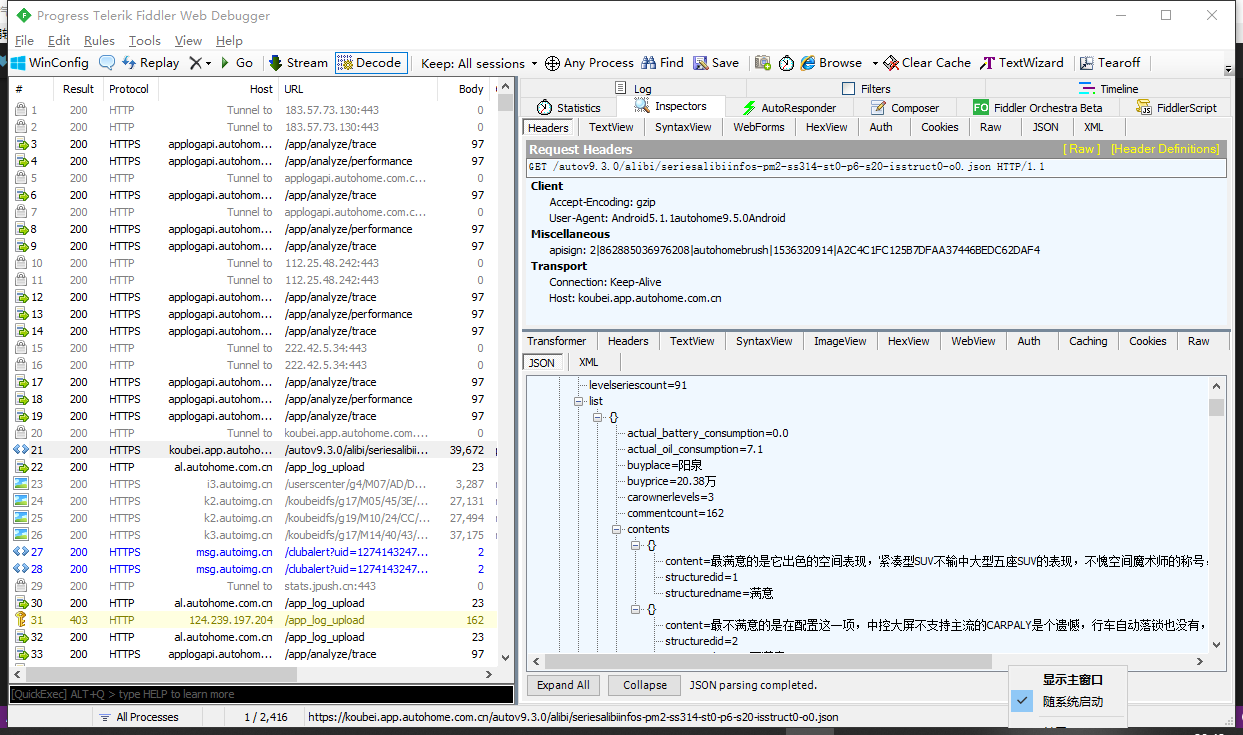 Progress Telerik Fiddler Web Debugger
File Edit Rules Tools View Help
WinConfig Replay Go Stream Decode Keep: All sessions Any Process Find Save Browse Clear Cache TextWizard Tearoff
# Result Protocol Host URL Body
1 200 HTTP Tunnel to 183.57.73.130:443 0
2 200 HTTP Tunnel to 183.57.73.130:443 0
3 200 HTTPS applogapi.autohom... /app/analyze/trace 97
4 200 HTTPS applogapi.autohom... /app/analyze/performance 97
5 200 HTTP Tunnel to applogapi.autohome.com.c... 0
6 200 HTTPS applogapi.autohom... /app/analyze/trace 97
7 200 HTTP Tunnel to applogapi.autohome.com.c... 0
8 200 HTTPS applogapi.autohom... /app/analyze/performance 97
9 200 HTTPS applogapi.autohom... /app/analyze/trace 97
10 200 HTTP Tunnel to 112.25.48.242:443 0
11 200 HTTP Tunnel to 112.25.48.242:443 0
12 200 HTTPS applogapi.autohom... /app/analyze/trace 97
13 200 HTTPS applogapi.autohom... /app/analyze/performance 97
14 200 HTTPS applogapi.autohom... /app/analyze/trace 97
15 200 HTTP Tunnel to 222.42.5.34:443 0
16 200 HTTP Tunnel to 222.42.5.34:443 0
17 200 HTTPS applogapi.autohom... /app/analyze/trace 97
18 200 HTTPS applogapi.autohom... /app/analyze/performance 97
19 200 HTTPS applogapi.autohom... /app/analyze/trace 97
20 200 HTTP Tunnel to koubei.app.autohome.com.... 0
21 200 HTTPS koubei.app.autoho... /autov9.3.0/alibi/seriesalibii... 39,672
22 200 HTTP al.autohome.com.cn /app_log_upload 23
23 200 HTTPS i3.autoimg.cn /userscenter/g4/M07/AD/D... 3,287
24 200 HTTPS k2.autoimg.cn /koubeidfs/g17/M05/45/3E/... 27,131
25 200 HTTPS k2.autoimg.cn /koubeidfs/g19/M10/24/CC/... 27,494
26 200 HTTPS k3.autoimg.cn /koubeidfs/g17/M14/40/43/... 37,175
27 200 HTTPS msg.autoimg.cn /clubalert?uid=1274143247... 2
28 200 HTTPS msg.autoimg.cn /clubalert?uid=1274143247... 2
29 200 HTTP Tunnel to stats.jpush.cn:443 0
30 200 HTTP al.autohome.com.cn /app_log_upload 23
31 403 HTTP 124.239.197.204 /app_log_upload 162
32 200 HTTP al.autohome.com.cn /app_log_upload 23
33 200 HTTPS applogapi.autohom... /app/analyze/trace 97
[QuickExec] ALT+Q > type HELP to learn more
All Processes 1 / 2,416 https://koubei.app.autohome.com.cn/autov9.3.0/alibi/seriesalibiinfos-pm2-ss314-st0-p6-s20-isstruct0-o0.json
Log Filters Timeline
Statistics Inspectors AutoResponder Composer FO Fiddler Orchestra Beta FiddlerScript
Headers TextView SyntaxView WebForms HexView Auth Cookies Raw JSON XML
Request Headers [ Raw ] [Header Definitions]
GET /autov9.3.0/alibi/seriesalibiinfos-pm2-ss314-st0-p6-s20-isstruct0-o0.json HTTP/1.1
Client
Accept-Encoding: gzip
User-Agent: Android5.1.1autohome9.5.0Android
Miscellaneous
apisign: 2|862885036976208|autohomebrush|1536320914|A2C4C1FC125B7DFAA37446BEDC62DAF4
Transport
Connection: Keep-Alive
Host: koubei.app.autohome.com.cn
Transformer Headers TextView SyntaxView ImageView HexView WebView Auth Caching Cookies Raw
JSON XML
levelseriescount=91
list
{}
actual_battery_consumption=0.0
actual_oil_consumption=7.1
buyplace=阳泉
buyprice=20.38万
carownerlevels=3
commentcount=162
contents
{}
content=最满意的是它出色的空间表现，紧凑型SUV不输中大型五座SUV的表现，不愧空间魔术师的称号，
structuredid=1
structuredname=满意
{}
content=最不满意的是在配置这一项，中控大屏不支持主流的CARPALY是个遗憾，行车自动落锁也没有，
structuredid=2
Expand All Collapse JSON parsing completed.
显示主窗口
随系统启动